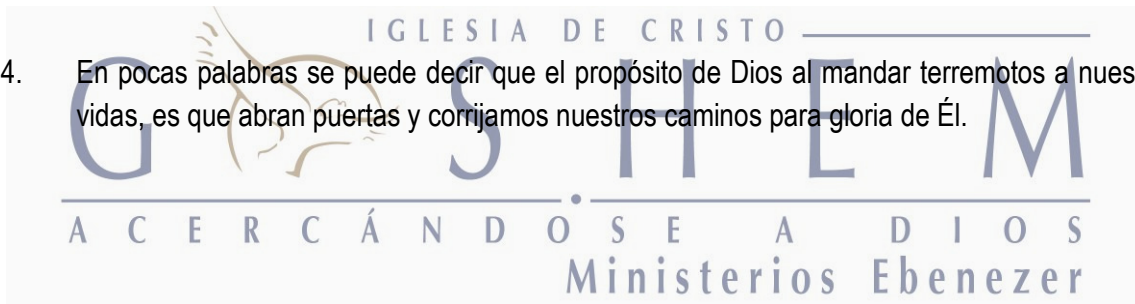 IGLESIA DE CRISTO
4. En pocas palabras se puede decir que el propósito de Dios al mandar terremotos a nues
vidas, es que abran puertas y corrijamos nuestros caminos para gloria de Él.
GOSHEM
ACERCÁNDOSE A DIOS
Ministerios Ebenezer